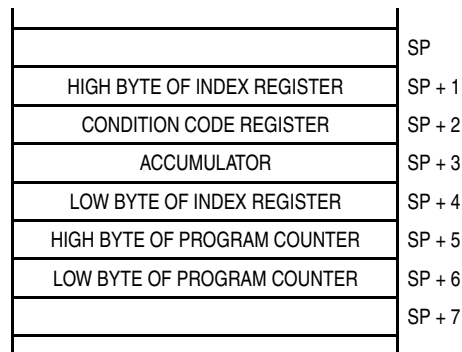 SP
HIGH BYTE OF INDEX REGISTER SP + 1
CONDITION CODE REGISTER SP + 2
ACCUMULATOR SP + 3
LOW BYTE OF INDEX REGISTER SP + 4
HIGH BYTE OF PROGRAM COUNTER SP + 5
LOW BYTE OF PROGRAM COUNTER SP + 6
SP + 7